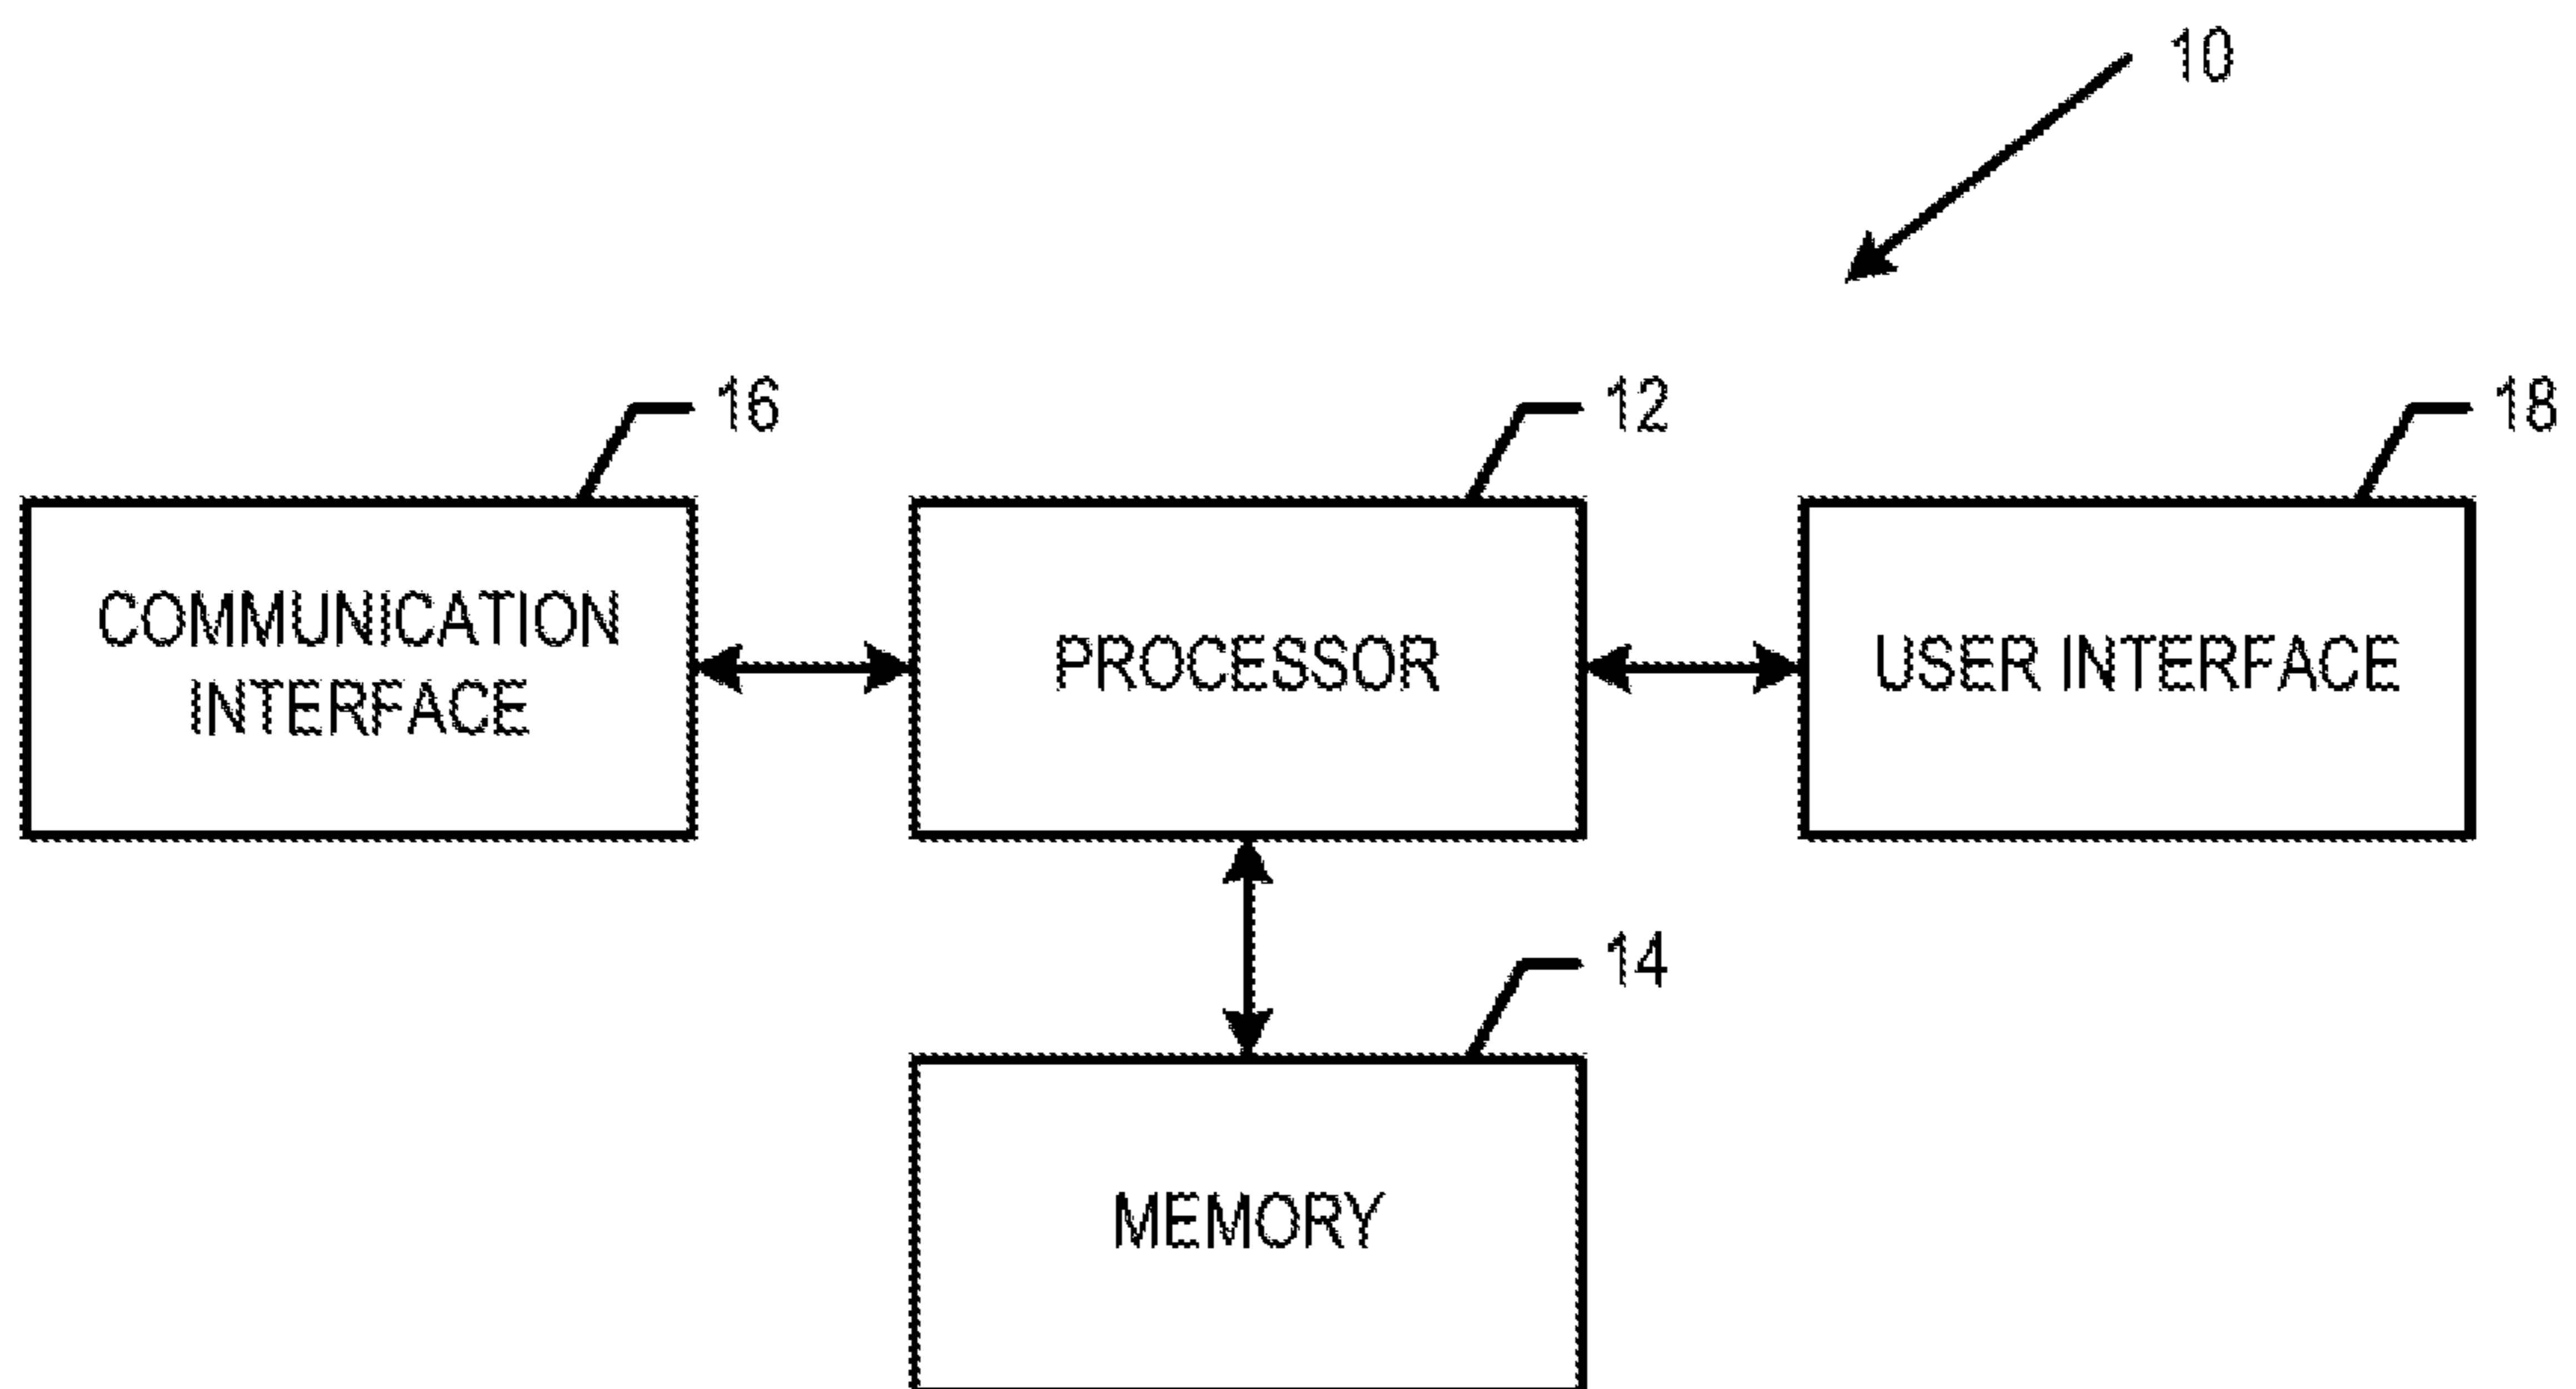 10
16
12
18
COMMUNICATION
INTERFACE
PROCESSOR
USER INTERFACE
14
MEMORY